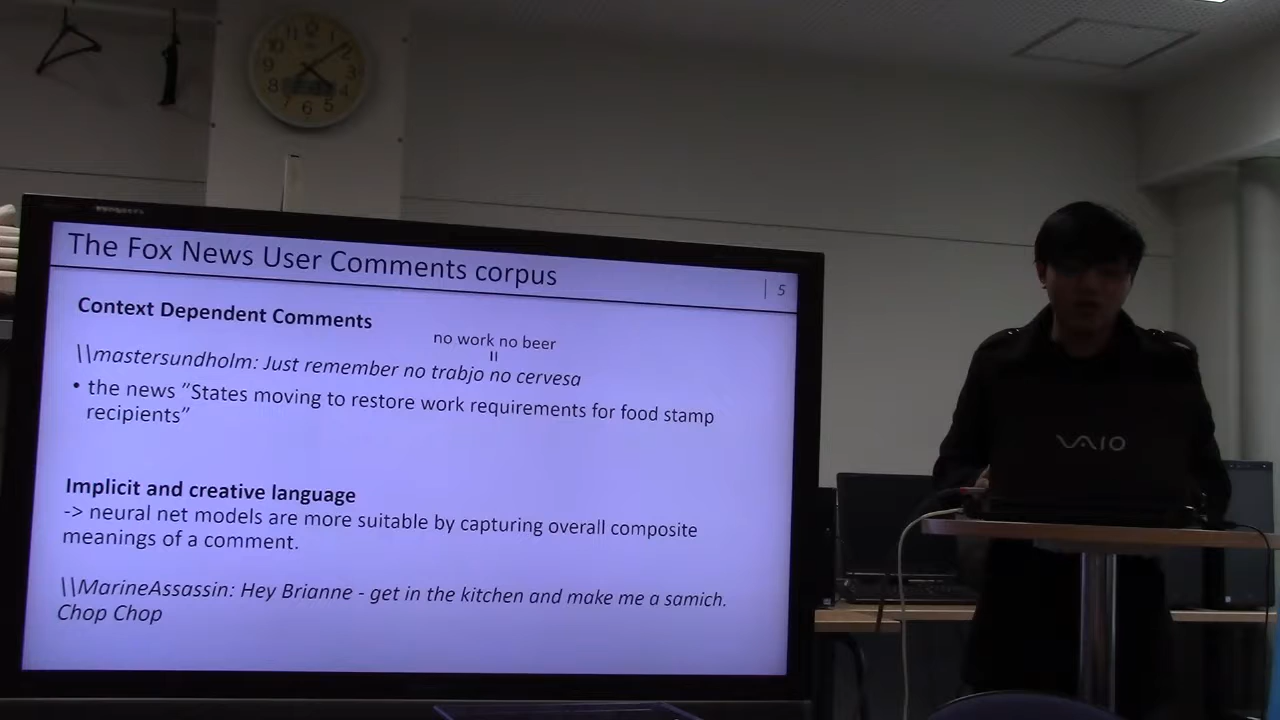 The Fox News User Comments corpus
5
Context Dependent Comments
no work no beer
\\mastersundholm: Just remember no trabjo no cervesa
• the news "States moving to restore work requirements for food stamp
recipients"
Implicit and creative language
-> neural net models are more suitable by capturing overall composite
meanings of a comment.
\\MarineAssassin: Hey Brianne - get in the kitchen and make me a samich.
Chop Chop
VAIO